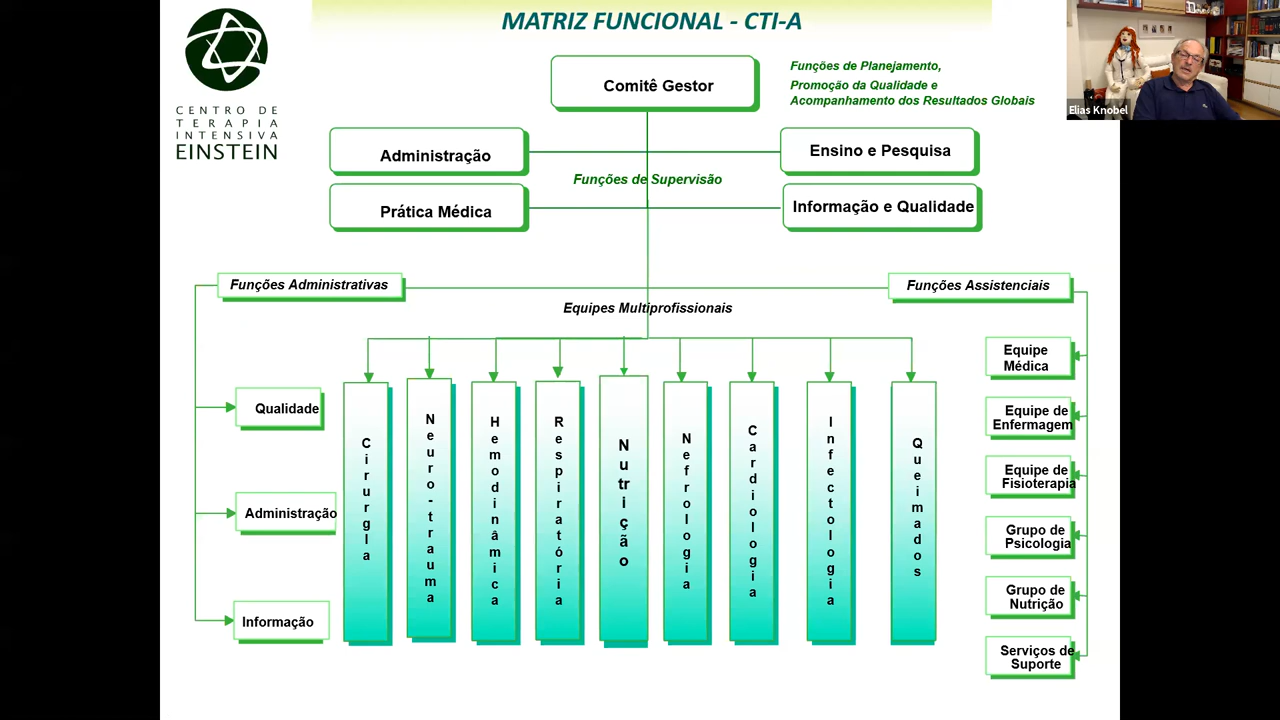 MATRIZ FUNCIONAL - CTI-A
CENTRO DE
TERAPIA
INTENSIVA
EINSTEIN
Comitê Gestor
Funções de Planejamento,
Promoção da Qualidade e
Acompanhamento dos Resultados Globais
Elias Knobel
Administração
Ensino e Pesquisa
Funções de Supervisão
Prática Médica
Informação e Qualidade
Funções Administrativas
Funções Assistenciais
Equipes Multiprofissionais
Qualidade
Administração
Informação
Cirurgla
Neuro-trauma
Hemodinâmica
Respiratória
Nutrição
Nefrologia
Cardiologia
Infectologia
Queimados
Equipe
Médica
Equipe de
Enfermagem
Equipe de
Fisioterapia
Grupo de
Psicologia
Grupo de
Nutrição
Serviços de
Suporte